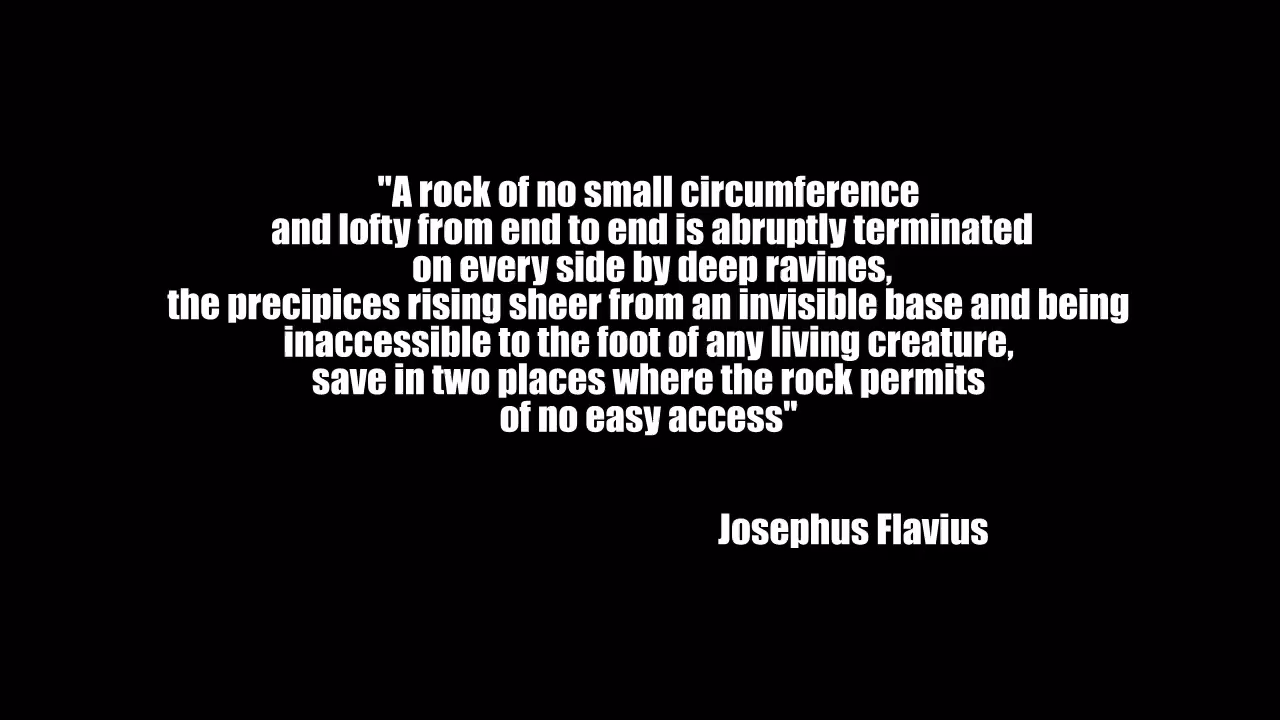 "A rock of no small circumference
and lofty from end to end is abruptly terminated
on every side by deep ravines,
the precipices rising sheer from an invisible base and being
inaccessible to the foot of any living creature,
save in two places where the rock permits
of no easy access"
Josephus Flavius